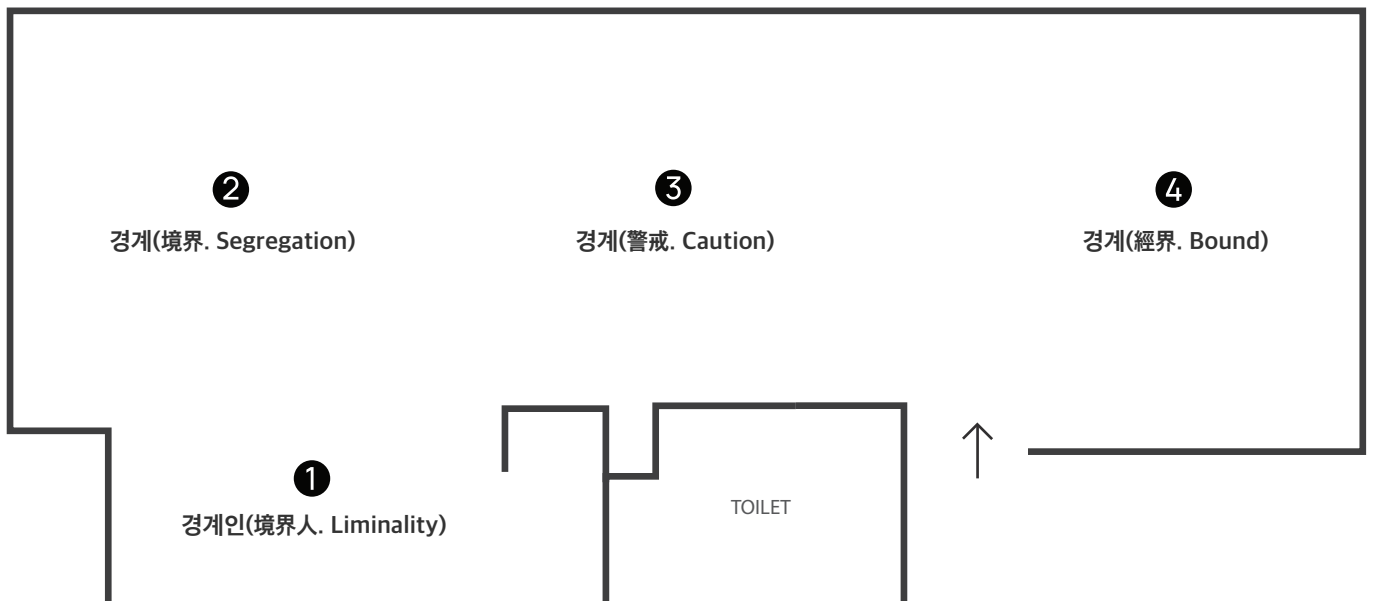 2
경계(境界. Segregation)
3
경계(警戒. Caution)
4
경계(經界. Bound)
1
경계인(境界人. Liminality)
TOILET